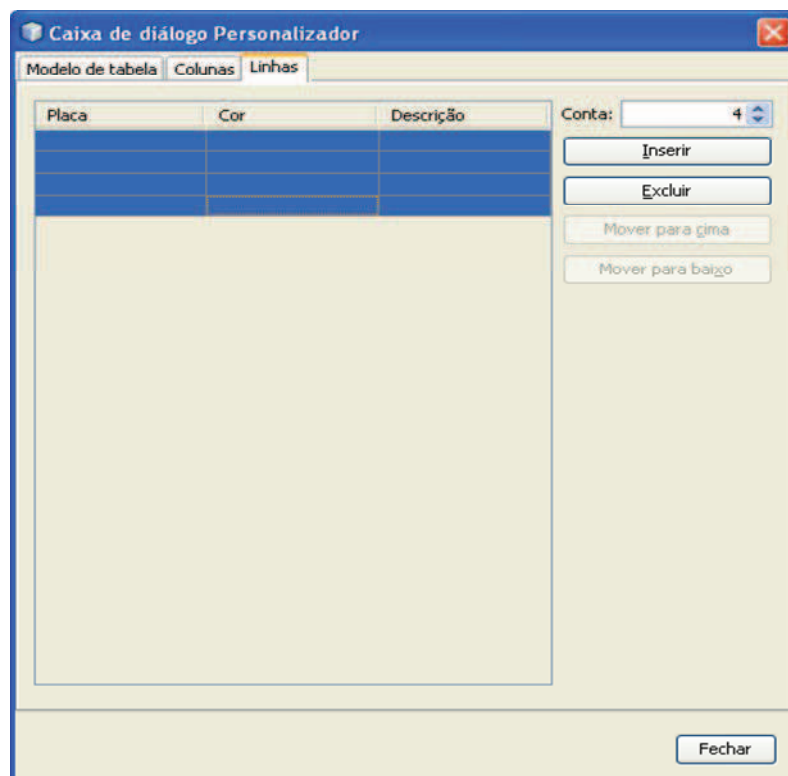 Caixa de diálogo Personalizador
Modelo de tabela Colunas Linhas
Placa Cor Descrição Conta: 4
Inserir
Excluir
Mover para cima
Mover para baixo
Fechar